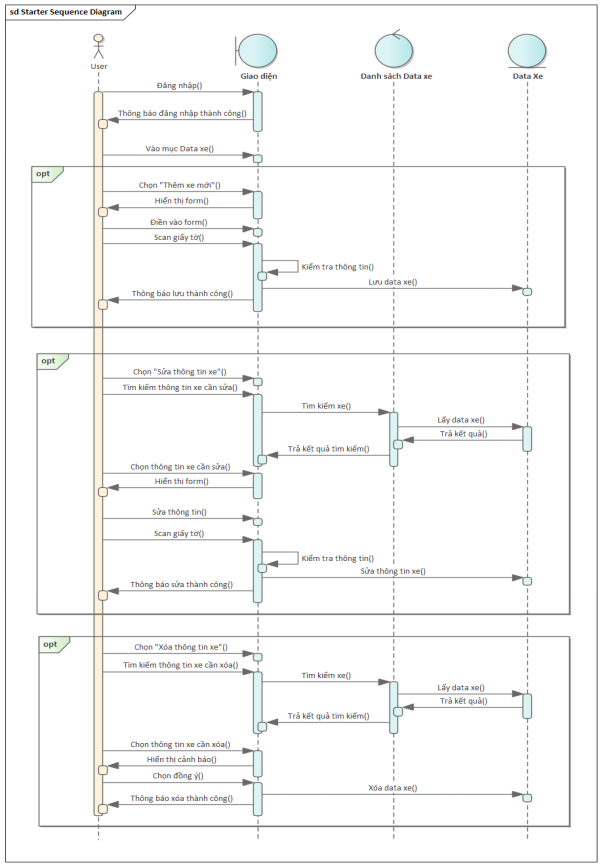 sd Starter Sequence Diagram
User
Giao diện
Danh sách Data xe
Data Xe
Đăng nhập()
Thông báo đăng nhập thành công()
Vào mục Data xe()
opt
Chọn "Thêm xe mới"()
Hiển thị form()
Điền vào form()
Scan giấy tờ()
Kiểm tra thông tin()
Lưu data xe()
Thông báo lưu thành công()
opt
Chọn "Sửa thông tin xe"()
Tìm kiếm thông tin xe cần sửa()
Tìm kiếm xe()
Lấy data xe()
Trả kết quả()
Trả kết quả tìm kiếm()
Chọn thông tin xe cần sửa()
Hiển thị form()
Sửa thông tin()
Scan giấy tờ()
Kiểm tra thông tin()
Sửa thông tin xe()
Thông báo sửa thành công()
opt
Chọn "Xóa thông tin xe"()
Tìm kiếm thông tin xe cần xóa()
Tìm kiếm xe()
Lấy data xe()
Trả kết quả()
Trả kết quả tìm kiếm()
Chọn thông tin xe cần xóa()
Hiển thị cảnh báo()
Chọn đồng ý()
Xóa data xe()
Thông báo xóa thành công()